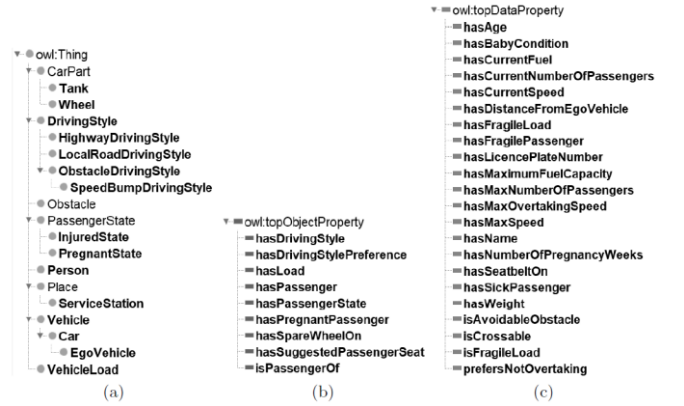 owl:Thing
CarPart
Tank
Wheel
DrivingStyle
HighwayDrivingStyle
LocalRoadDrivingStyle
ObstacleDrivingStyle
SpeedBumpDrivingStyle
Obstacle
PassengerState
InjuredState
PregnantState
Person
Place
ServiceStation
Vehicle
Car
EgoVehicle
VehicleLoad
(a)
owl:topObjectProperty
hasDrivingStyle
hasDrivingStylePreference
hasLoad
hasPassenger
hasPassengerState
hasPregnantPassenger
hasSpareWheelOn
hasSuggestedPassengerSeat
isPassengerOf
(b)
owl:topDataProperty
hasAge
hasBabyCondition
hasCurrentFuel
hasCurrentNumberOfPassengers
hasCurrentSpeed
hasDistanceFromEgoVehicle
hasFragileLoad
hasFragilePassenger
hasLicencePlateNumber
hasMaximumFuelCapacity
hasMaxNumberOfPassengers
hasMaxOvertakingSpeed
hasMaxSpeed
hasName
hasNumberOfPregnancyWeeks
hasSeatbeltOn
hasSickPassenger
hasWeight
isAvoidableObstacle
isCrossable
isFragileLoad
prefersNotOvertaking
(c)